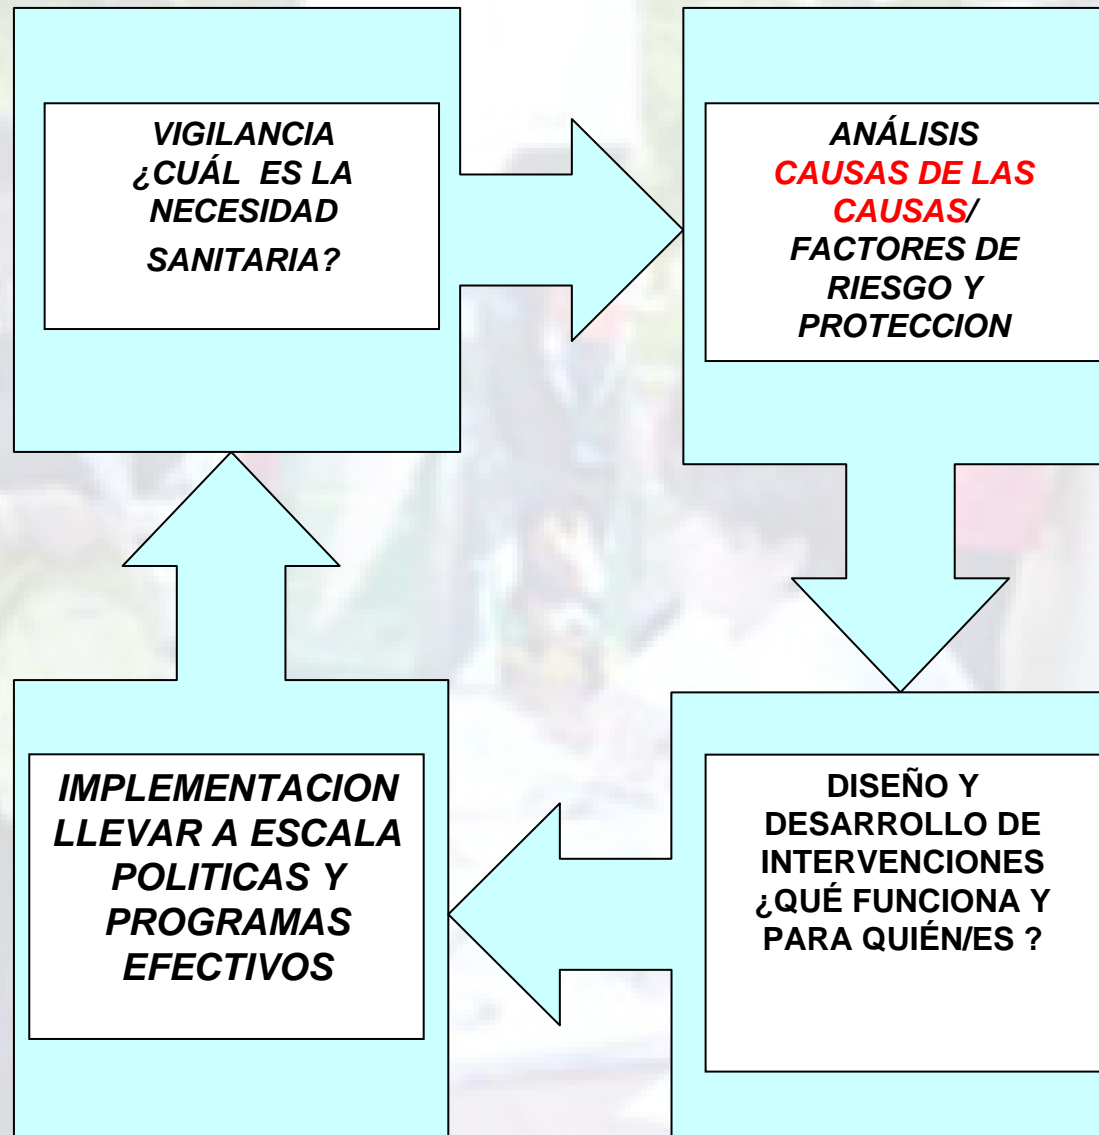 VIGILANCIA
¿CUÁL ES LA
NECESIDAD
SANITARIA?
ANÁLISIS
CAUSAS DE LAS
CAUSAS/
FACTORES DE
RIESGO Y
PROTECCION
DISEÑO Y
DESARROLLO DE
INTERVENCIONES
¿QUÉ FUNCIONA Y
PARA QUIÉN/ES ?
IMPLEMENTACION
LLEVAR A ESCALA
POLITICAS Y
PROGRAMAS
EFECTIVOS